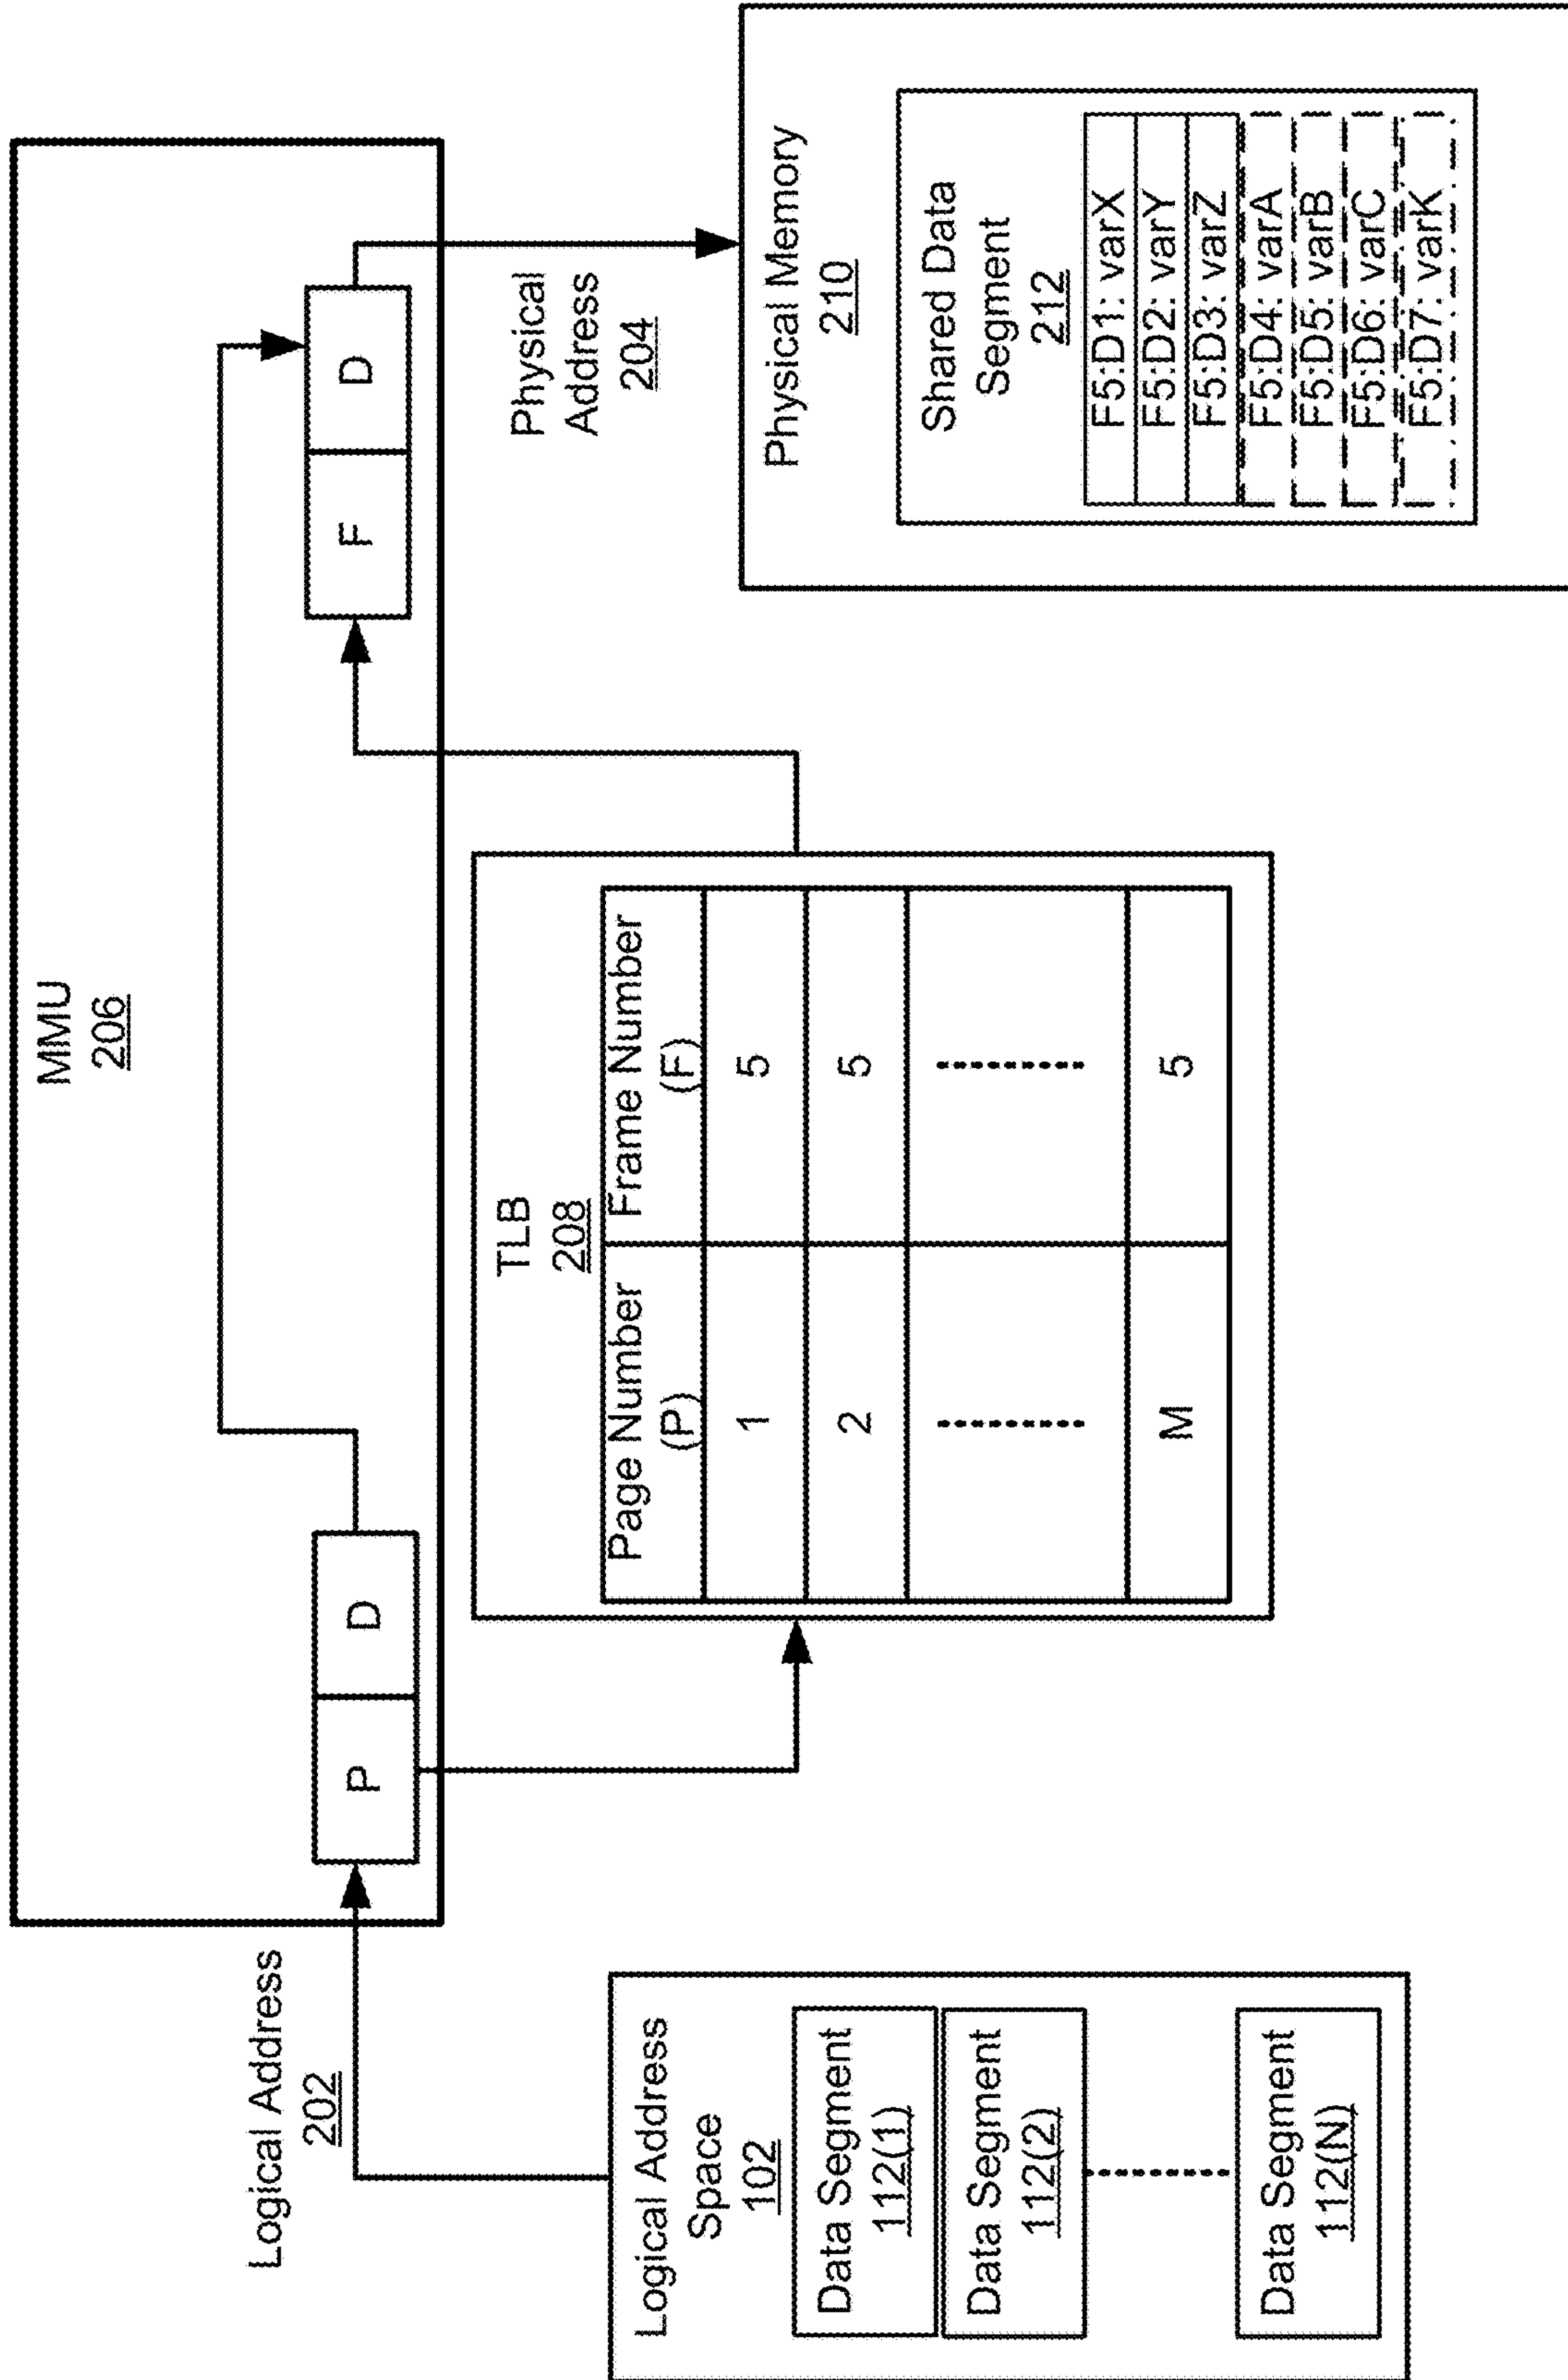 MMU
206
Logical Address
202
P
D
F
D
Physical
Address
204
Logical Address
Space
102
Data Segment
112(1)
Data Segment
112(2)
Data Segment
112(N)
TLB
208
Page Number
(P)
Frame Number
(F)
1
5
2
5
M
5
Physical Memory
210
Shared Data
Segment
212
F5:D1: varX
F5:D2: varY
F5:D3: varZ
F5:D4: varA
F5:D5: varB
F5:D6: varC
F5:D7: varK